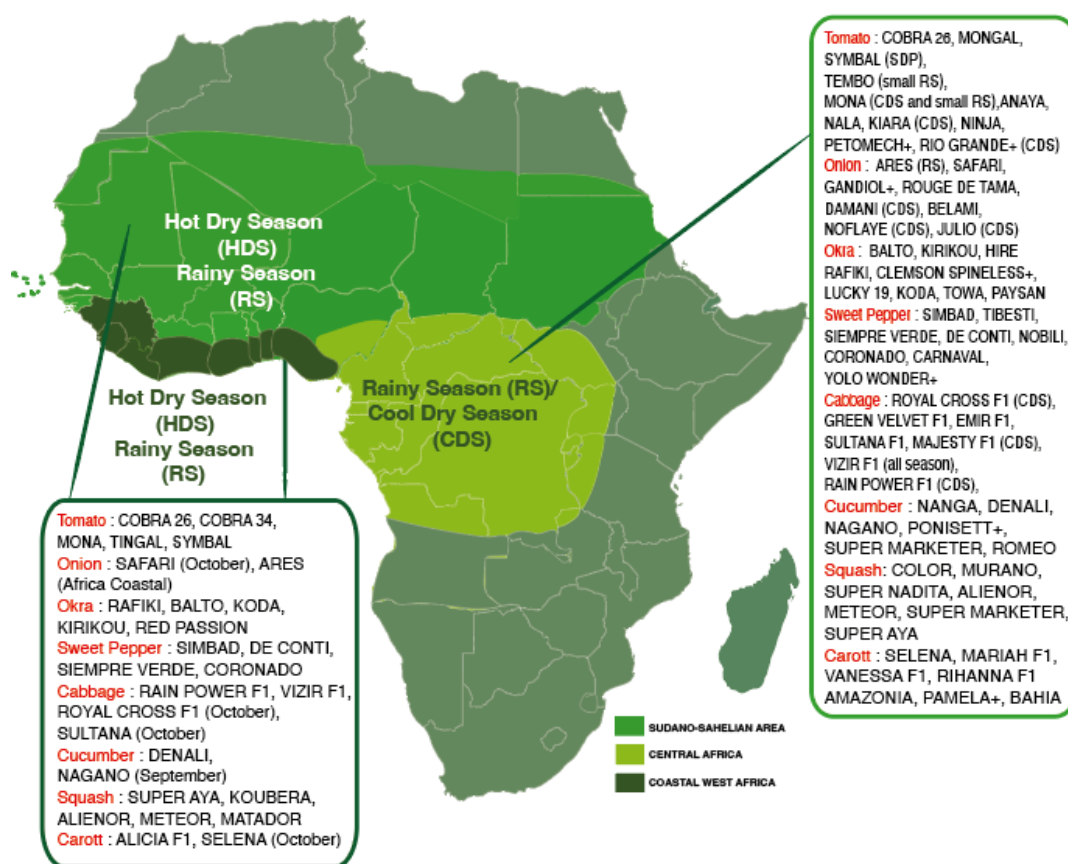 Hot Dry Season
(HDS)
Rainy Season
(RS)
Hot Dry Season
(HDS)
Rainy Season
(RS)
Rainy Season (RS)/
Cool Dry Season
(CDS)
Tomato : COBRA 26, COBRA 34,
MONA, TINGAL, SYMBAL
Onion : SAFARI (October), ARES
(Africa Coastal)
Okra : RAFIKI, BALTO, KODA,
KIRIKOU, RED PASSION
Sweet Pepper : SIMBAD, DE CONTI,
SIEMPRE VERDE, CORONADO
Cabbage : RAIN POWER F1, VIZIR F1,
ROYAL CROSS F1 (October),
SULTANA (October)
Cucumber : DENALI,
NAGANO (September)
Squash : SUPER AYA, KOUBERA,
ALIENOR, METEOR, MATADOR
Carott : ALICIA F1, SELENA (October)
Tomato : COBRA 26, MONGAL,
SYMBAL (SDP),
TEMBO (small RS),
MONA (CDS and small RS),ANAYA,
NALA, KIARA (CDS), NINJA,
PETOMECH+, RIO GRANDE+ (CDS)
Onion : ARES (RS), SAFARI,
GANDIOL+, ROUGE DE TAMA,
DAMANI (CDS), BELAMI,
NOFLAYE (CDS), JULIO (CDS)
Okra : BALTO, KIRIKOU, HIRE
RAFIKI, CLEMSON SPINELESS+,
LUCKY 19, KODA, TOWA, PAYSAN
Sweet Pepper : SIMBAD, TIBESTI,
SIEMPRE VERDE, DE CONTI, NOBILI,
CORONADO, CARNAVAL,
YOLO WONDER+
Cabbage : ROYAL CROSS F1 (CDS),
GREEN VELVET F1, EMIR F1,
SULTANA F1, MAJESTY F1 (CDS),
VIZIR F1 (all season),
RAIN POWER F1 (CDS),
Cucumber : NANGA, DENALI,
NAGANO, PONISETT+,
SUPER MARKETER, ROMEO
Squash: COLOR, MURANO,
SUPER NADITA, ALIENOR,
METEOR, SUPER MARKETER,
SUPER AYA
Carott : SELENA, MARIAH F1,
VANESSA F1, RIHANNA F1
AMAZONIA, PAMELA+, BAHIA
SUDANO-SAHELIAN AREA
CENTRAL AFRICA
COASTAL WEST AFRICA